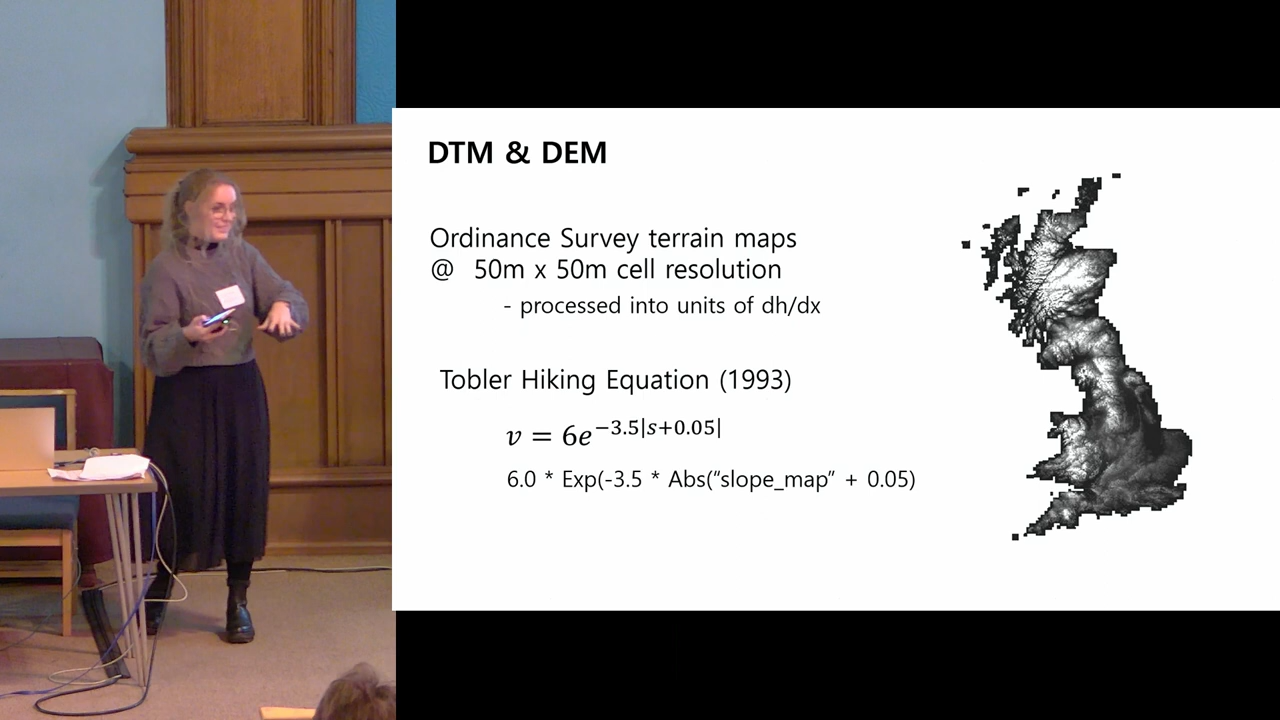 DTM & DEM
Ordinance Survey terrain maps
@ 50m x 50m cell resolution
- processed into units of dh/dx
Tobler Hiking Equation (1993)
v = 6e^{-3.5|s+0.05|}
6.0 * Exp(-3.5 * Abs(“slope_map” + 0.05)